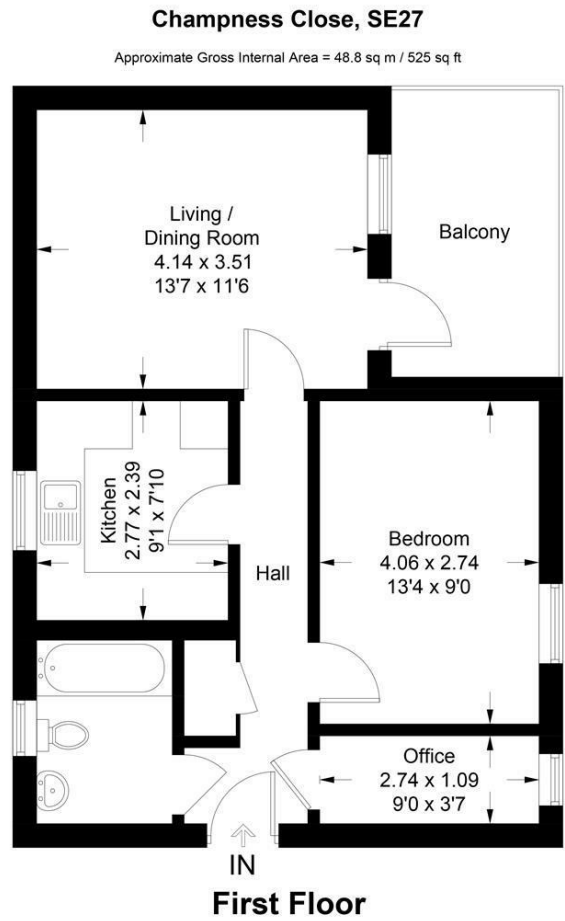 Champness Close, SE27
Approximate Gross Internal Area = 48.8 sq m / 525 sq ft
Living /
Dining Room
4.14 x 3.51
13'7 x 11'6
Balcony
Kitchen
2.77 x 2.39
9'1 x 7'10
Hall
Bedroom
4.06 x 2.74
13'4 x 9'0
Office
2.74 x 1.09
9'0 x 3'7
IN
First Floor